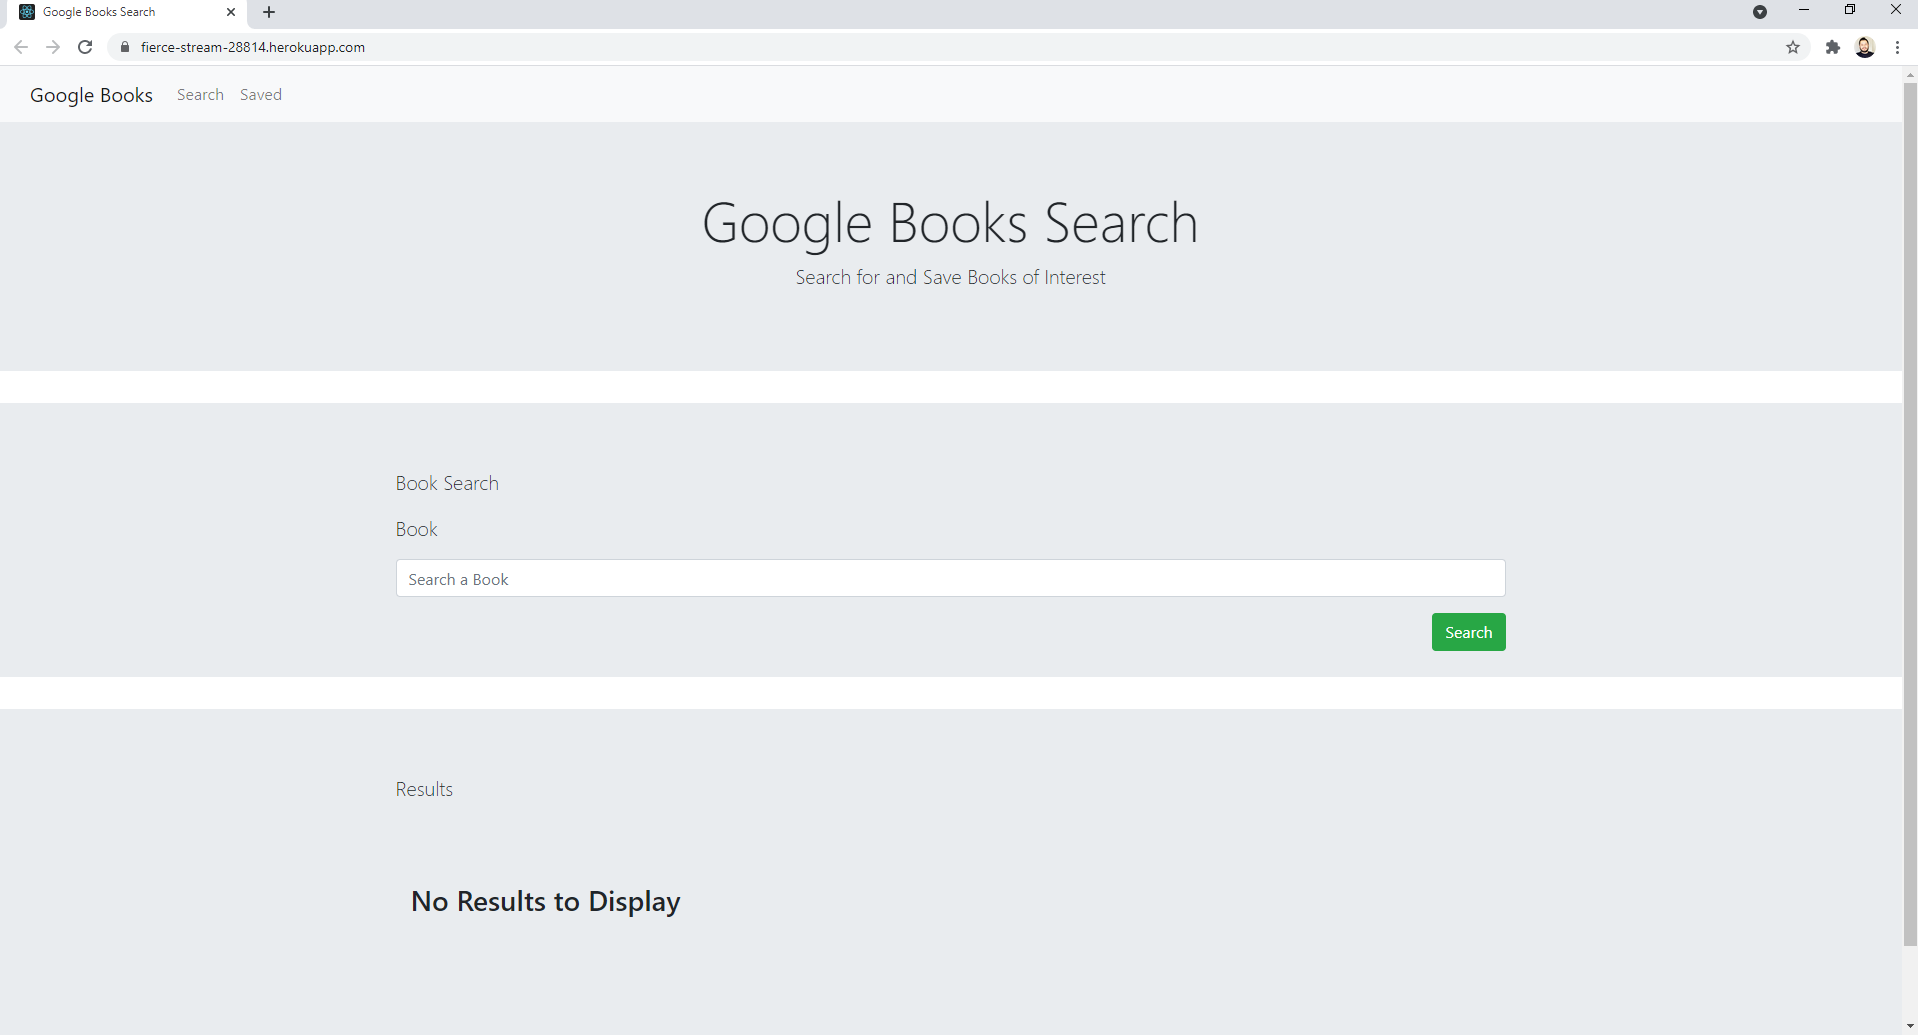 Google Books Search
fierce-stream-28814.herokuapp.com
Google Books Search Saved
Google Books Search
Search for and Save Books of Interest
Book Search
Book
Search a Book
Search
Results
No Results to Display